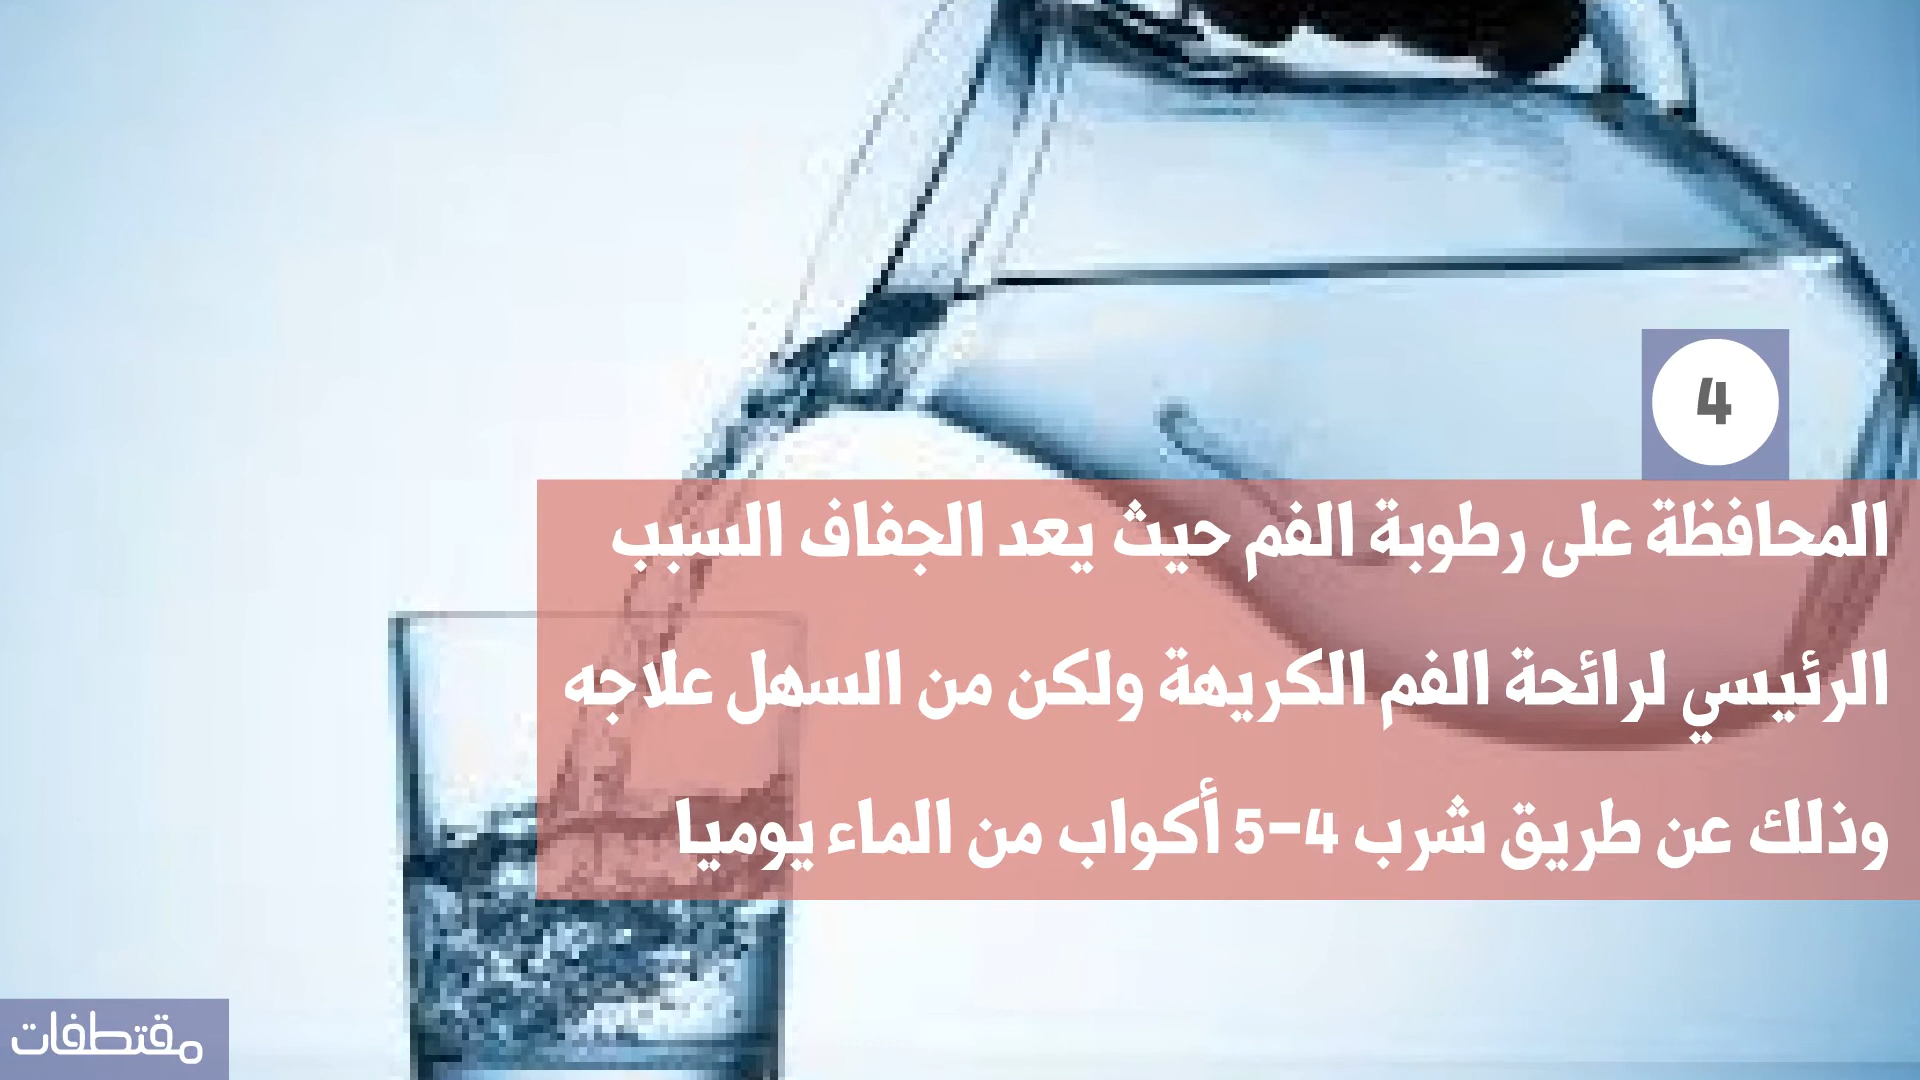 4
المحافظة على رطوبة الفم حيث يعد الجفاف السبب
الرئيسي لرائحة الفم الكريهة ولكن من السهل علاجه
وذلك عن طريق شرب 4-5 أكواب من الماء يوميا
مقتطفات